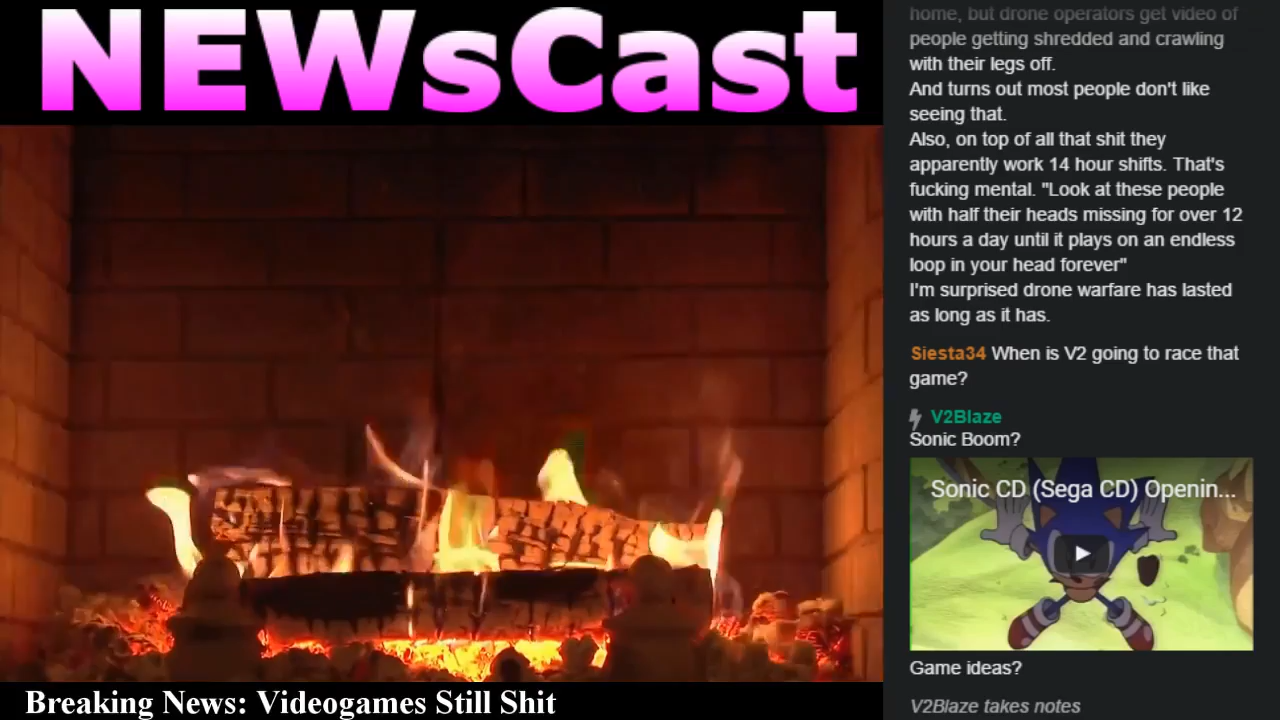 NEWsCast
home, but drone operators get video of
people getting shredded and crawling
with their legs off.
And turns out most people don't like
seeing that.
Also, on top of all that shit they
apparently work 14 hour shifts. That's
fucking mental. "Look at these people
with half their heads missing for over 12
hours a day until it plays on an endless
loop in your head forever"
I'm surprised drone warfare has lasted
as long as it has.
Siesta34 When is V2 going to race that
game?
V2Blaze
Sonic Boom?
Sonic CD (Sega CD) Openin...
Game ideas?
V2Blaze takes notes
Breaking News: Videogames Still Shit